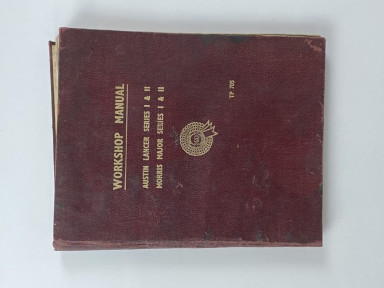 WORKSHOP MANUAL
AUSTIN LANCER SERIES I & II
MORRIS MAJOR SERIES I & II
TP 705